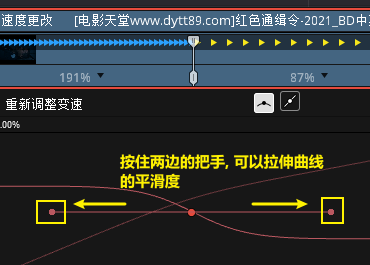 速度更改 [电影天堂www.dytt89.com]红色通缉令-2021_BD中
191% 87%
重新调整变速
.00%
按住两边的把手, 可以拉伸曲线
的平滑度